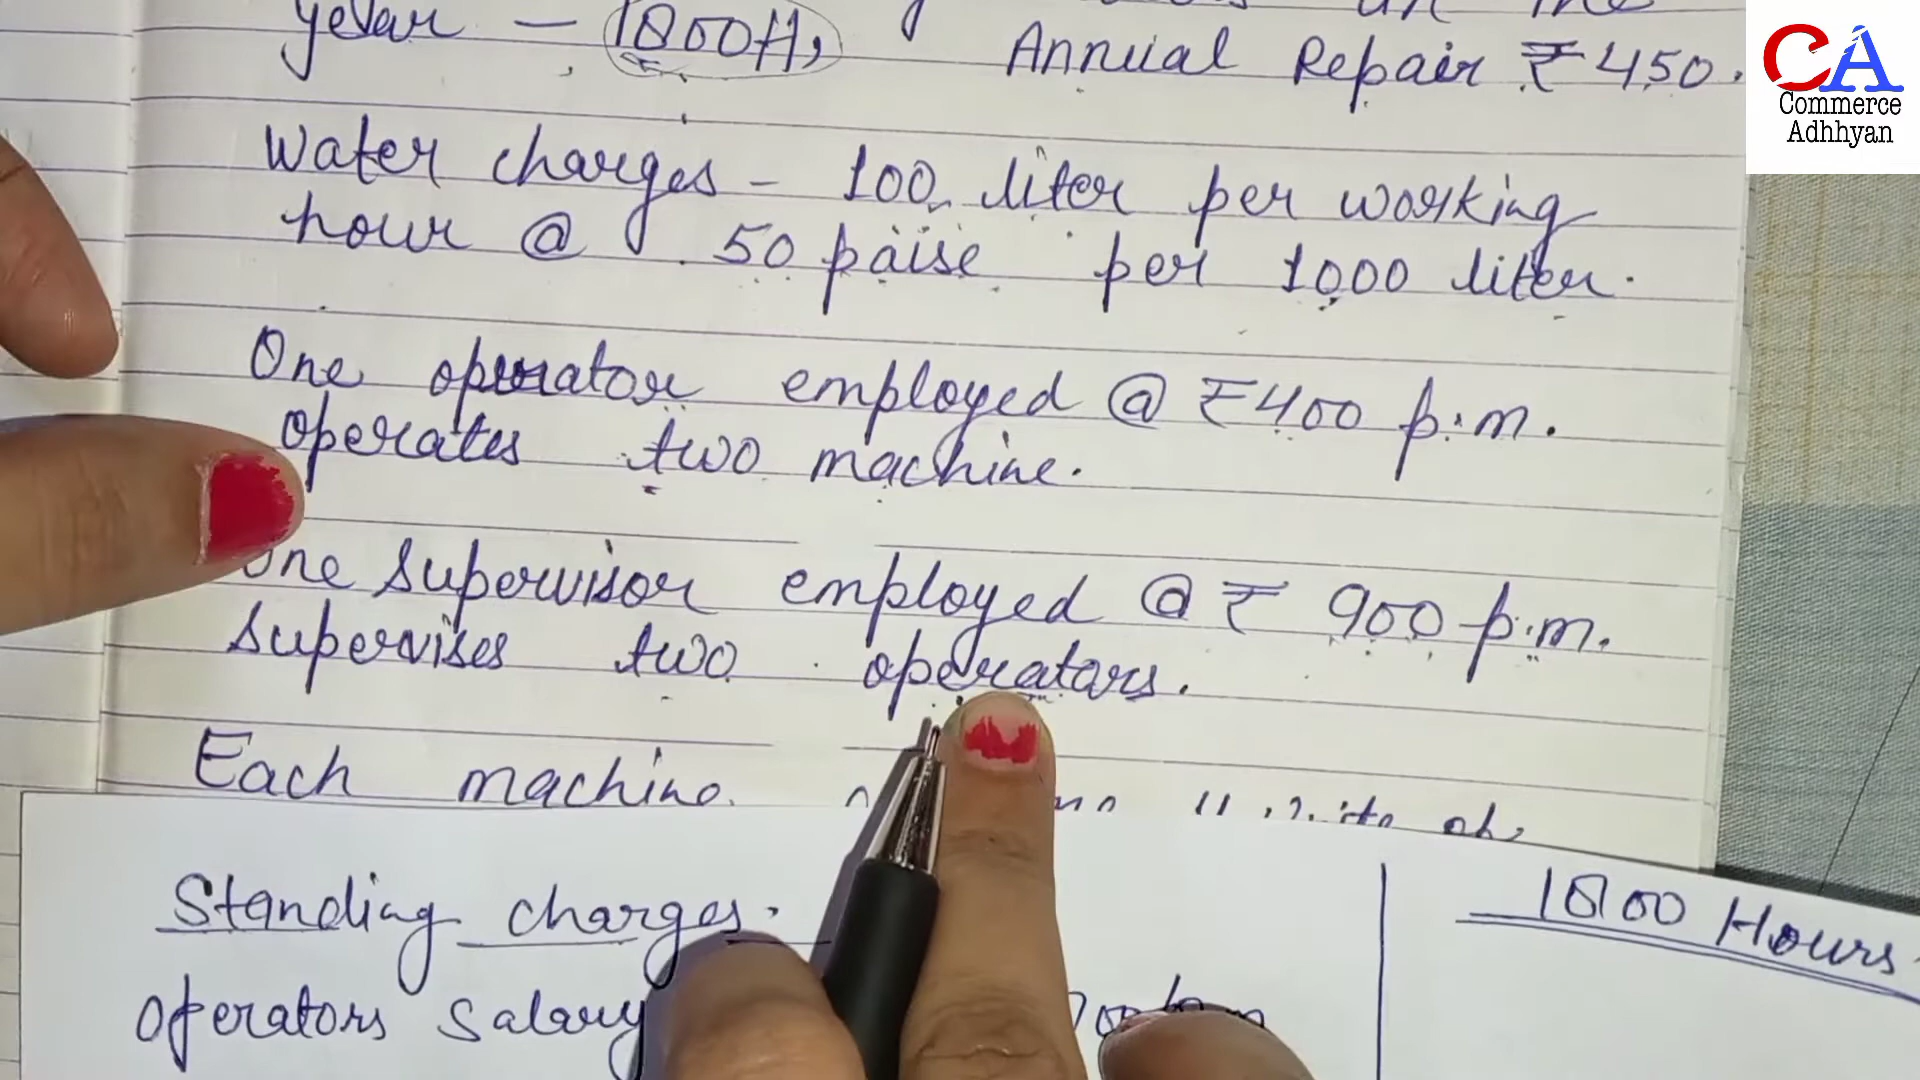 year – 1800H,
Annual Repair ₹ 450.
CA
Commerce
Adhhyan
Water charges – 100 liter per working
hour @ 50 paise per 1000 liter.
One operator employed @ ₹ 400 p.m.
operates two machine.
One Supervisor employed @ ₹ 900 p.m.
Supervises two operators.
Each machine
Standing charges.
1800 Hours.
Operators Salary